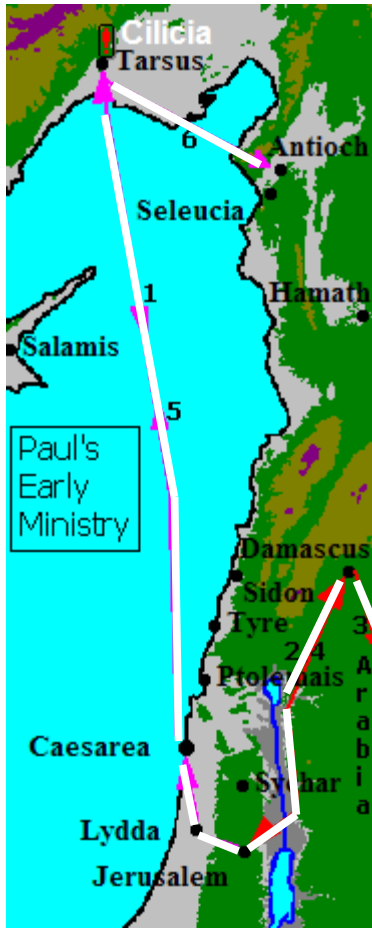 Cilicia
Tarsus
6
Antioch
Seleucia
1
Hamath
Salamis
5
Paul's
Early
Ministry
Damascus
Sidon
Tyre
3
2 4
Ptolemais
Arabia
Caesarea
Sychar
Lydda
Jerusalem